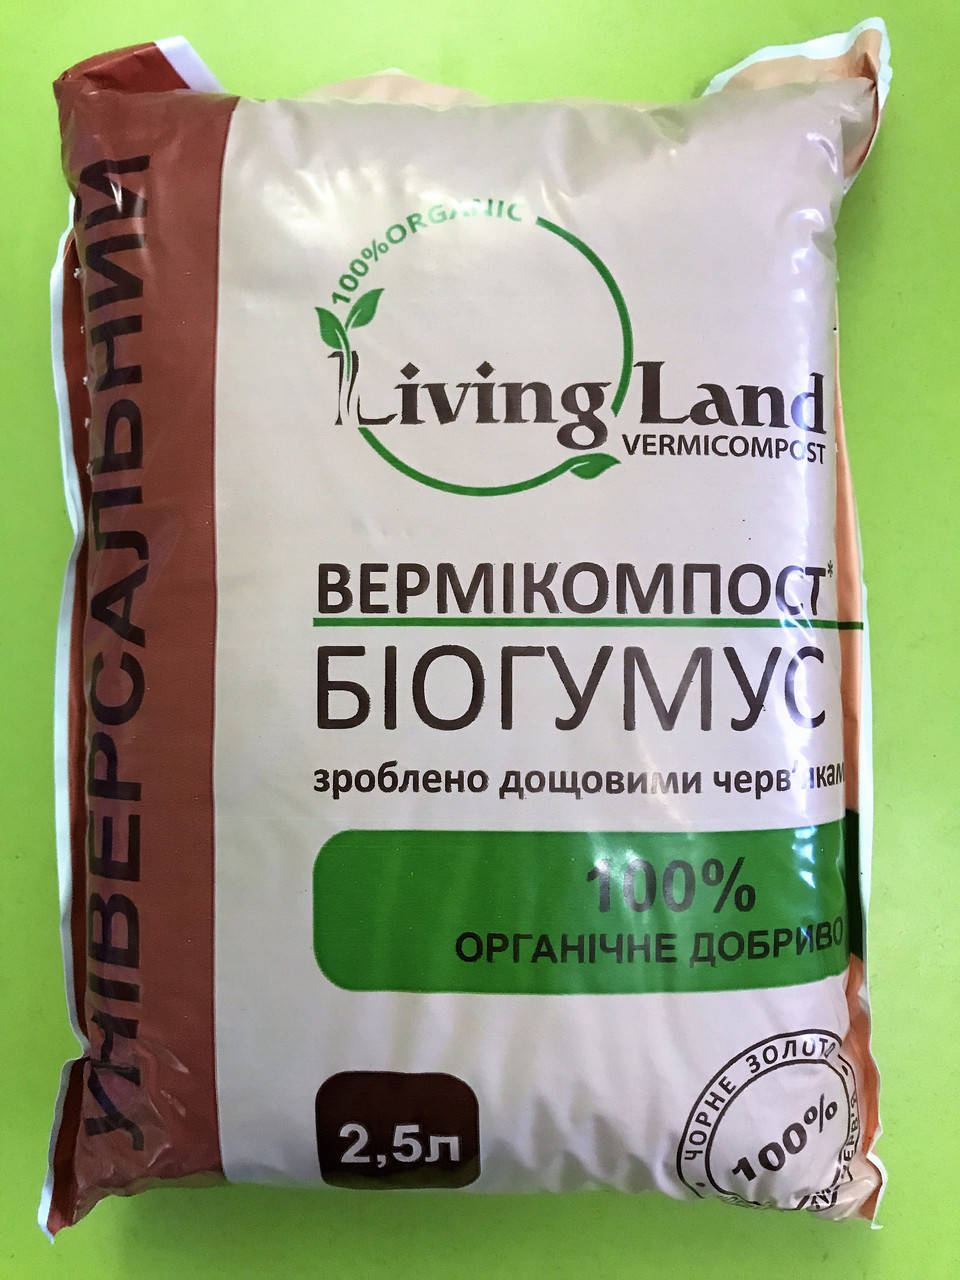 УНІВЕРСАЛЬНИЙ
100%ORGANIC
Living Land
VERMICOMPOST
ВЕРМІКОМПОСТ*
БІОГУМУС
зроблено дощовими черв'якам
100%
ОРГАНІЧНЕ ДОБРИВО
2,5л
ЧОРНЕ ЗОЛОТО
100%